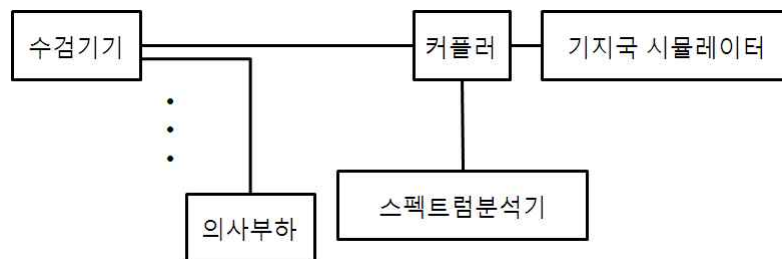 수검기기
커플러
기지국 시뮬레이터
의사부하
스펙트럼분석기